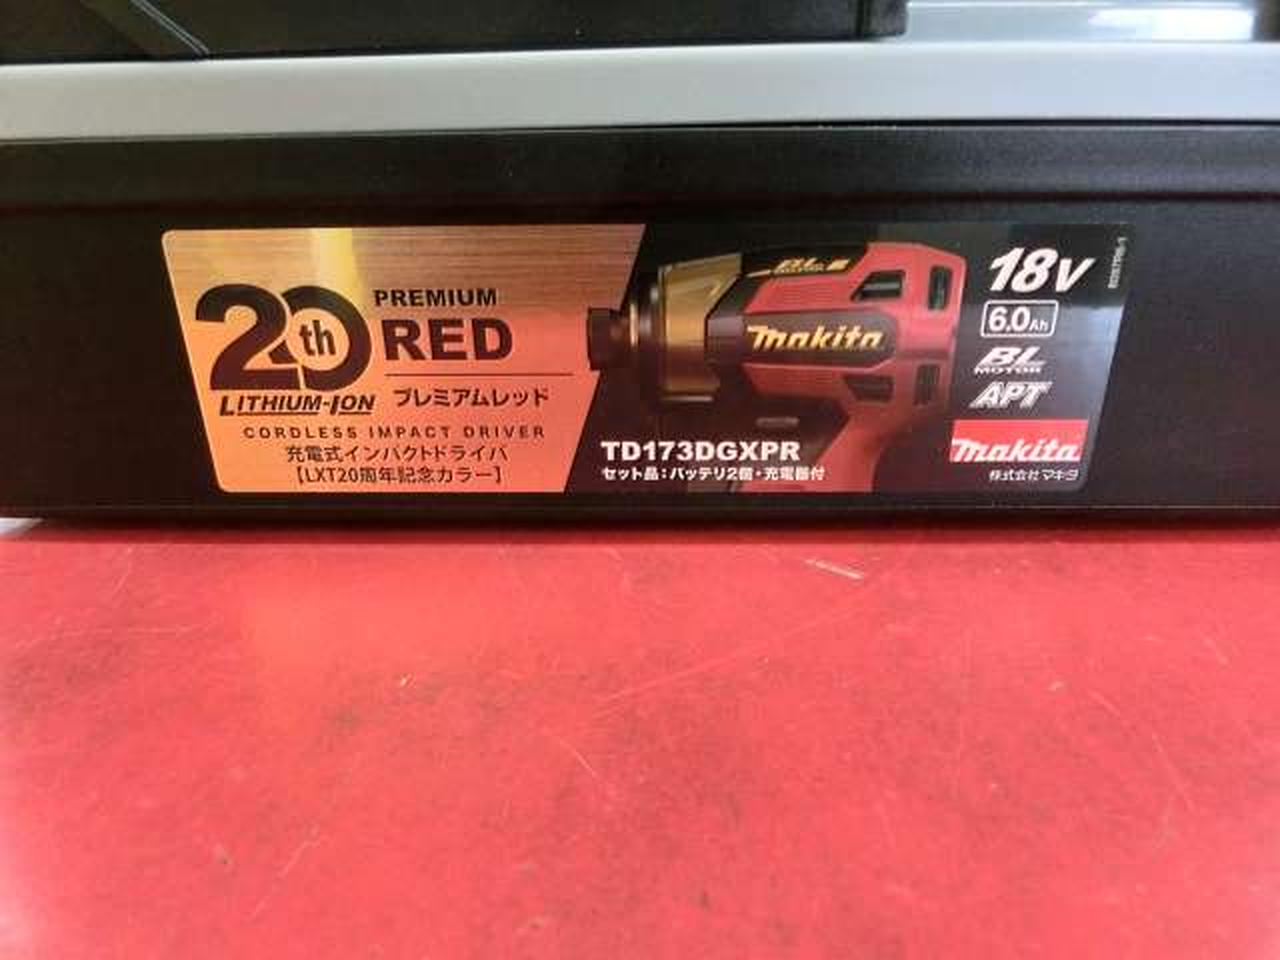 20th
LITHIUM-ION
PREMIUM
RED
プレミアムレッド
CORDLESS IMPACT DRIVER
充電式インパクトドライバ
【LXT20周年記念カラー】
BL
makita
TD173DGXPR
セット品:バッテリ2個・充電器付
18V
6.0Ah
BL
MOTOR
APT
makita
株式会社マキタ